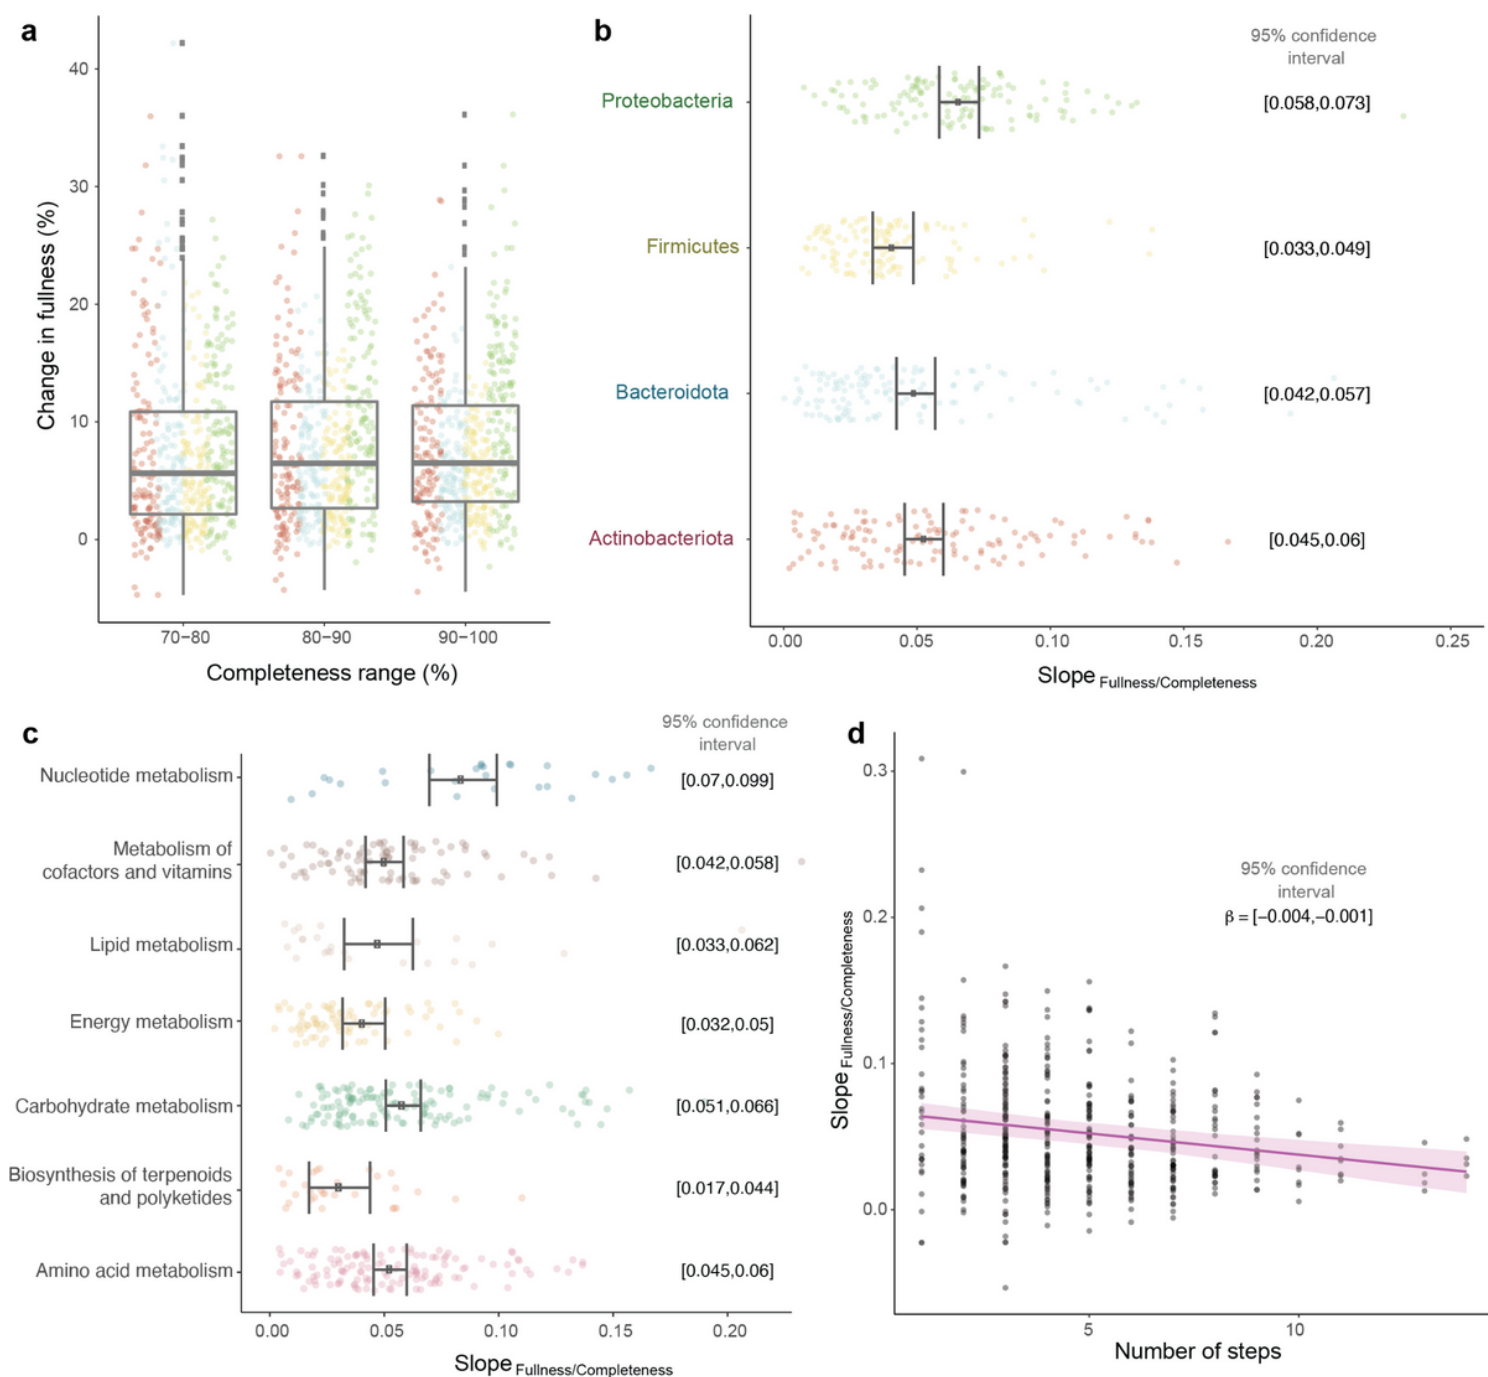 a
40
30
20
10
0
Change in fullness (%)
70−80
80−90
90−100
Completeness range (%)
b
95% confidence
interval
Proteobacteria
[0.058,0.073]
Firmicutes
[0.033,0.049]
Bacteroidota
[0.042,0.057]
Actinobacteriota
[0.045,0.06]
0.00
0.05
0.10
0.15
0.20
0.25
Slope Fullness/Completeness
c
95% confidence
interval
Nucleotide metabolism
[0.07,0.099]
Metabolism of
cofactors and vitamins
[0.042,0.058]
Lipid metabolism
[0.033,0.062]
Energy metabolism
[0.032,0.05]
Carbohydrate metabolism
[0.051,0.066]
Biosynthesis of terpenoids
and polyketides
[0.017,0.044]
Amino acid metabolism
[0.045,0.06]
0.00
0.05
0.10
0.15
0.20
Slope Fullness/Completeness
d
0.3
0.2
0.1
0.0
Slope Fullness/Completeness
95% confidence
interval
β = [−0.004,−0.001]
5
10
Number of steps